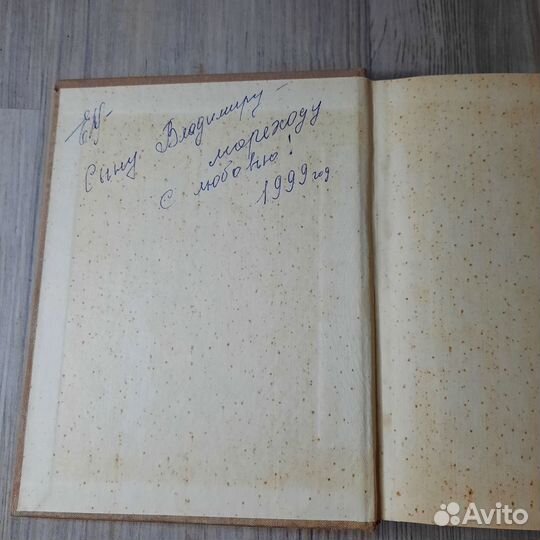 Сыну Владимиру –
мореходу
С любовью!
1999 год
Avito